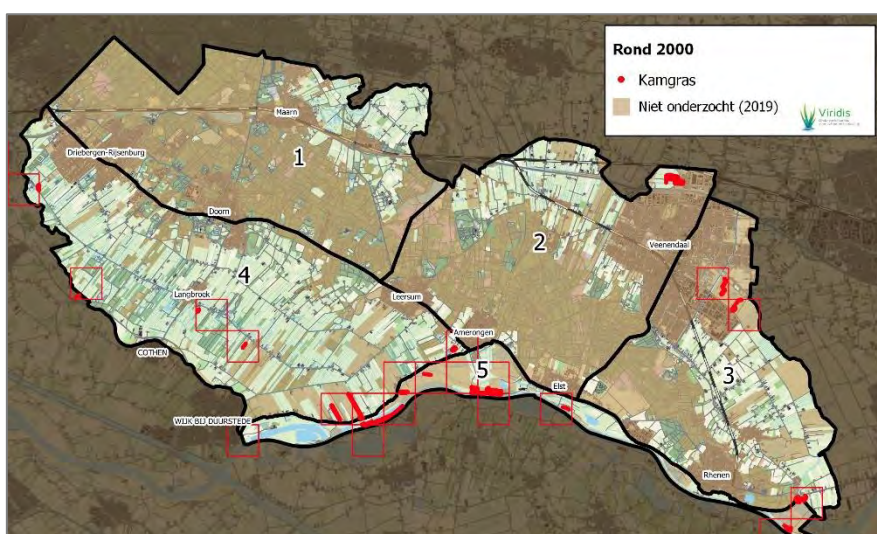 Rond 2000
Kamgras
Niet onderzocht (2019)
Viridis
Maarn
Driebergen-Rijsenburg
1
Doorn
2
Veenendaal
4
Langbroek
Leersum
COTHEN
Amerongen
5
Elst
3
WIJK BIJ DUURSTEDE
Rhenen